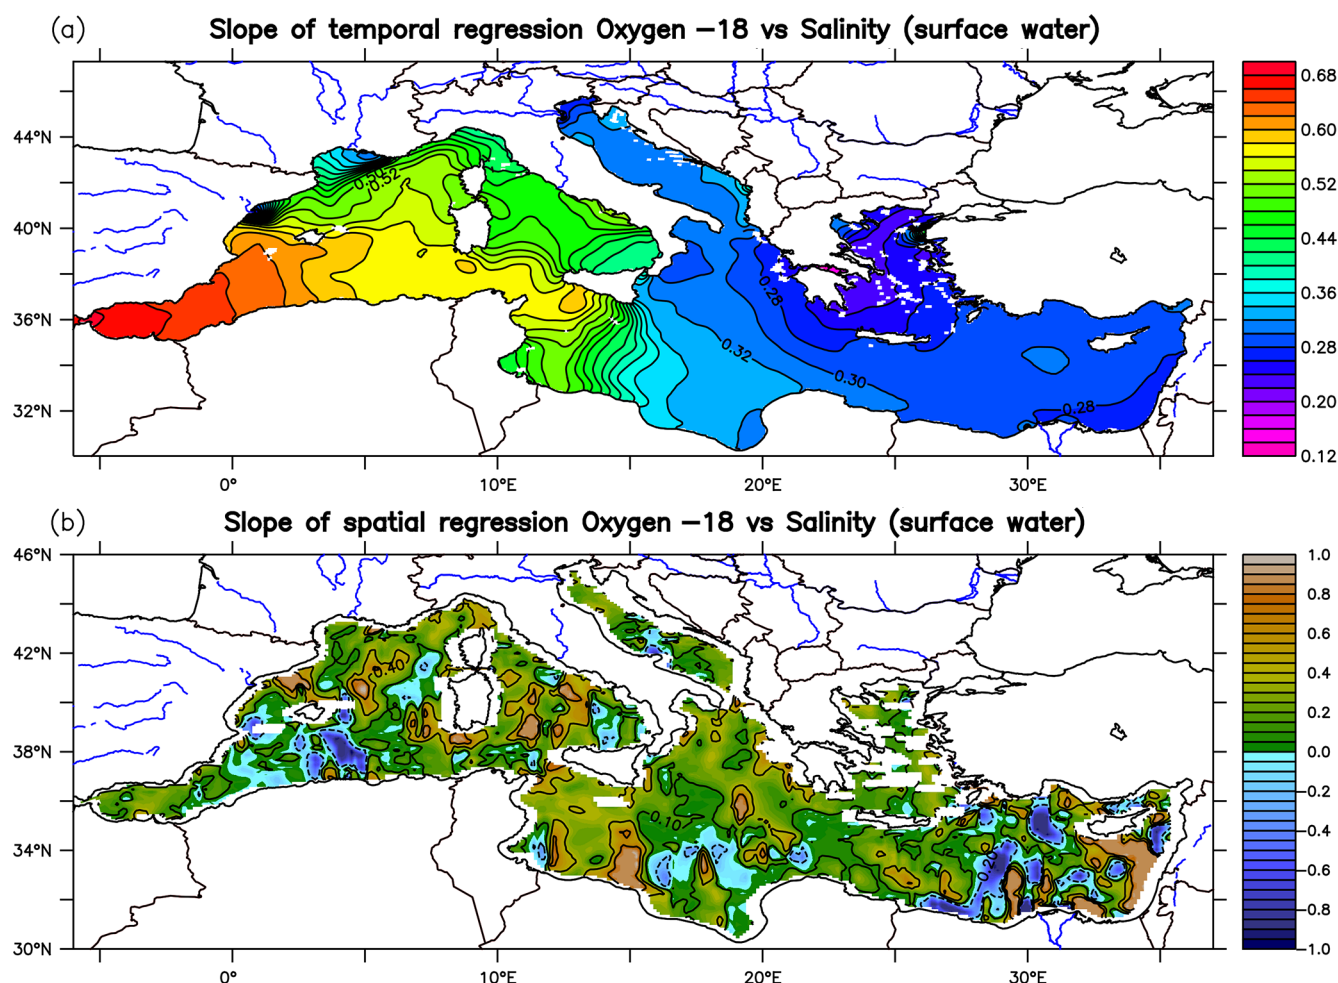 (a) Slope of temporal regression Oxygen −18 vs Salinity (surface water)
0.68
0.60
0.52
0.44
0.36
0.28
0.20
0.12
44°N
40°N
36°N
32°N
0.52
0.28
0.32
0.30
0.28
0° 10°E 20°E 30°E
(b) Slope of spatial regression Oxygen −18 vs Salinity (surface water)
46°N
42°N
38°N
34°N
30°N
0.40
0.10
0.20
1.0
0.8
0.6
0.4
0.2
0.0
−0.2
−0.4
−0.6
−0.8
−1.0
0° 10°E 20°E 30°E